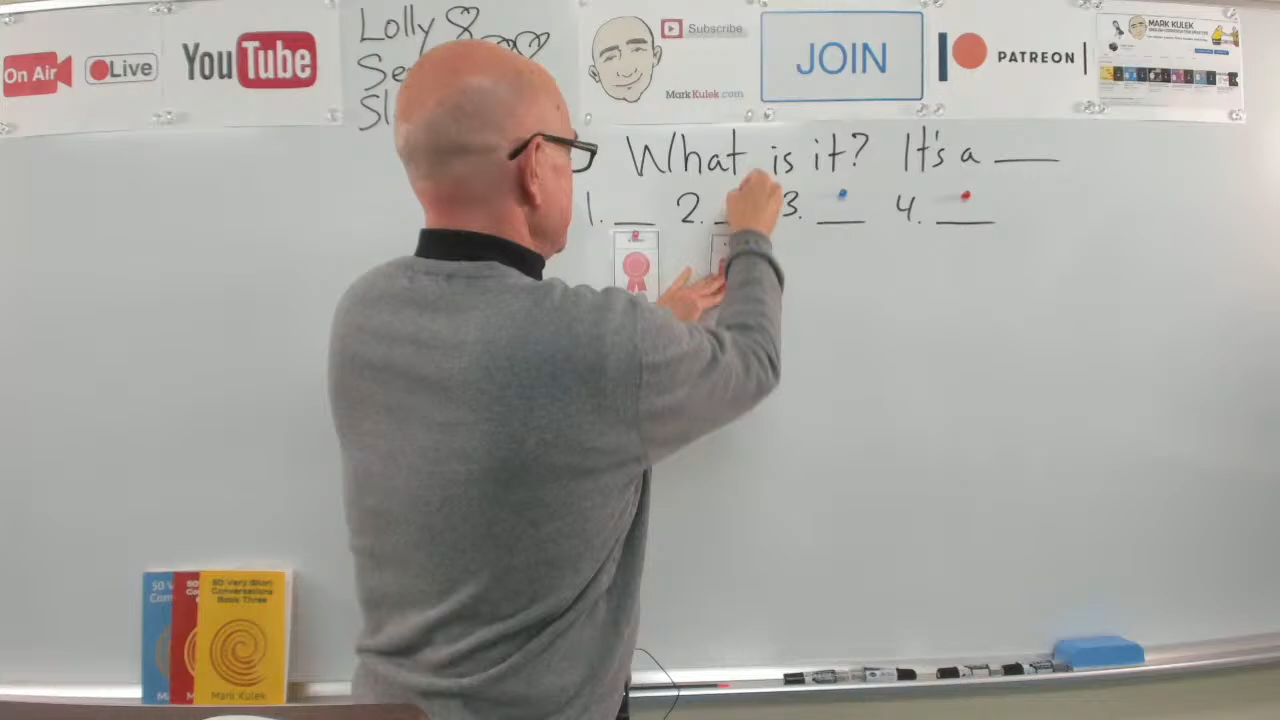 On Air
Live
YouTube
Lolly
Se
Sl
Subscribe
MarkKulek.com
JOIN
PATREON
MARK KULEK
What is it? It's a ___
1. ___ 2. ___ 3. ___ 4. ___
50 Very Short
Conversations
Book Three
Mark Kulek